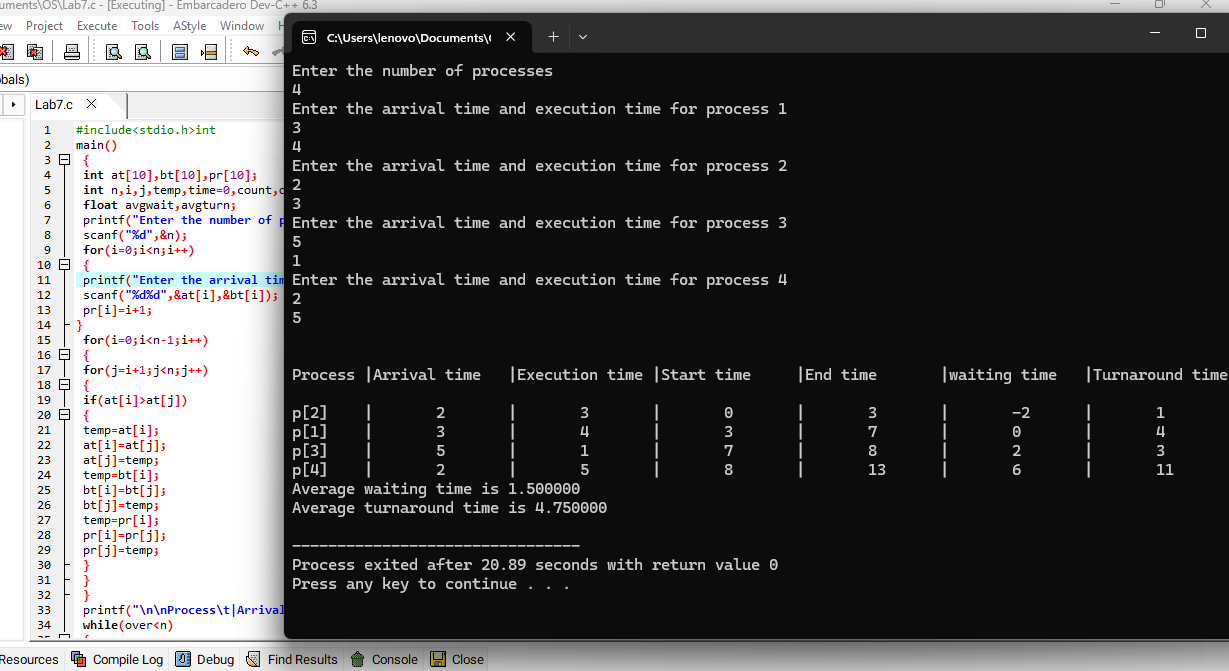 uments\OS\Lab7.c - [Executing] - Embarcadero Dev-C++ 6.3
ew Project Execute Tools AStyle Window H
bals)
Lab7.c
1 #include<stdio.h>int
2 main()
3 {
4 int at[10],bt[10],pr[10];
5 int n,i,j,temp,time=0,count,c
6 float avgwait,avgturn;
7 printf("Enter the number of p
8 scanf("%d",&n);
9 for(i=0;i<n;i++)
10 {
11 printf("Enter the arrival tim
12 scanf("%d%d",&at[i],&bt[i]);
13 pr[i]=i+1;
14 }
15 for(i=0;i<n-1;i++)
16 {
17 for(j=i+1;j<n;j++)
18 {
19 if(at[i]>at[j])
20 {
21 temp=at[i];
22 at[i]=at[j];
23 at[j]=temp;
24 temp=bt[i];
25 bt[i]=bt[j];
26 bt[j]=temp;
27 temp=pr[i];
28 pr[i]=pr[j];
29 pr[j]=temp;
30 }
31 }
32 }
33 printf("\n\nProcess\t|Arrival
34 while(over<n)
35 {
C:\Users\lenovo\Documents\(
Enter the number of processes
4
Enter the arrival time and execution time for process 1
3
4
Enter the arrival time and execution time for process 2
2
3
Enter the arrival time and execution time for process 3
5
1
Enter the arrival time and execution time for process 4
2
5
Process |Arrival time |Execution time |Start time |End time |waiting time |Turnaround time
p[2] | 2 | 3 | 0 | 3 | -2 | 1
p[1] | 3 | 4 | 3 | 7 | 0 | 4
p[3] | 5 | 1 | 7 | 8 | 2 | 3
p[4] | 2 | 5 | 8 | 13 | 6 | 11
Average waiting time is 1.500000
Average turnaround time is 4.750000
--------------------------------
Process exited after 20.89 seconds with return value 0
Press any key to continue . . .
Resources Compile Log Debug Find Results Console Close